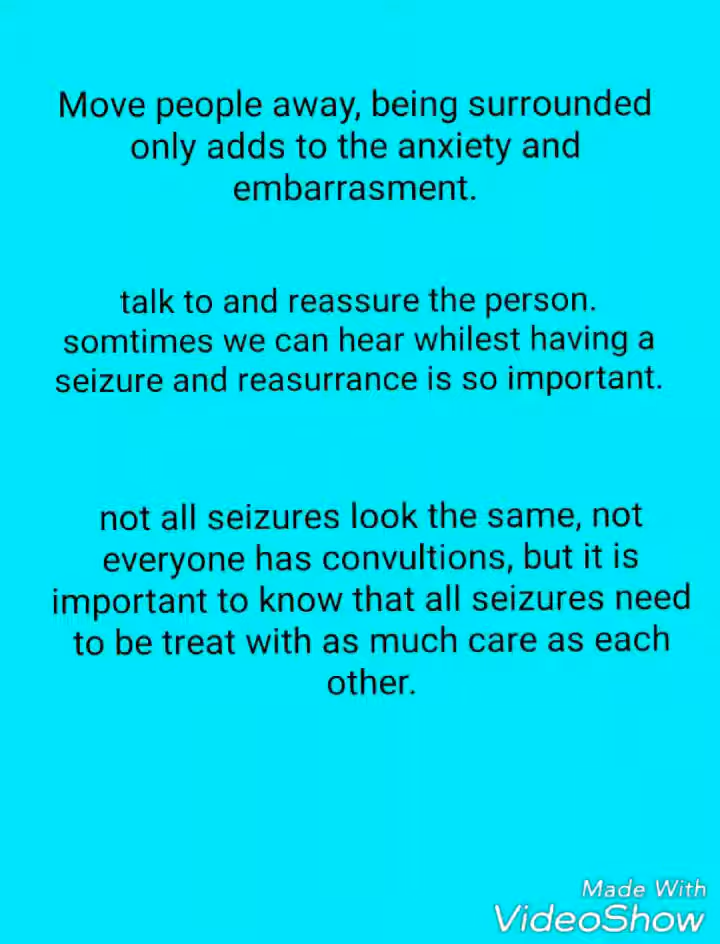 Move people away, being surrounded
only adds to the anxiety and
embarrasment.
talk to and reassure the person.
somtimes we can hear whilest having a
seizure and reasurrance is so important.
not all seizures look the same, not
everyone has convultions, but it is
important to know that all seizures need
to be treat with as much care as each
other.
Made With
VideoShow